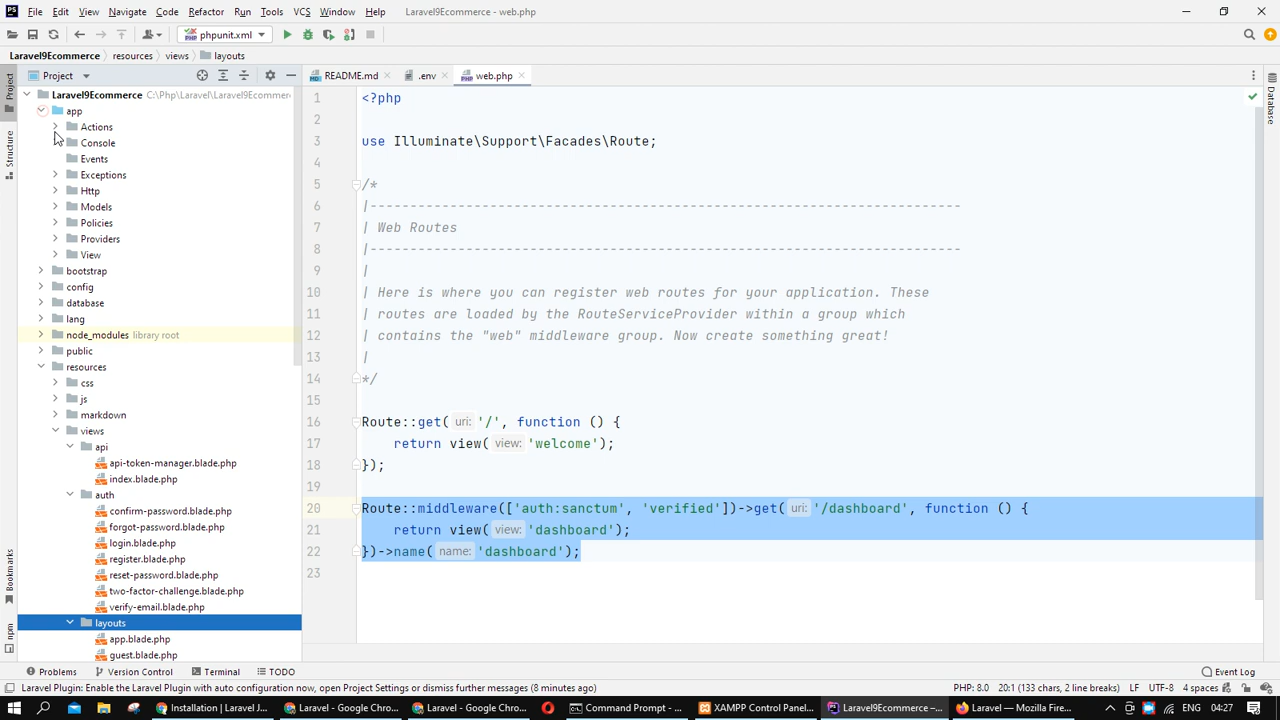 PS File Edit View Navigate Code Refactor Run Tools VCS Window Help Laravel9Ecommerce - web.php
phpunit.xml
Laravel9Ecommerce resources views layouts
Project
README.md .env web.php
Laravel9Ecommerce C:\Php\Laravel\Laravel9Ecommer
app
Actions
Console
Events
Exceptions
Http
Models
Policies
Providers
View
bootstrap
config
database
lang
node_modules library root
public
resources
css
js
markdown
views
api
api-token-manager.blade.php
index.blade.php
auth
confirm-password.blade.php
forgot-password.blade.php
login.blade.php
register.blade.php
reset-password.blade.php
two-factor-challenge.blade.php
verify-email.blade.php
layouts
app.blade.php
guest.blade.php
Project
Structure
Bookmarks
npm
1 <?php
2
3 use Illuminate\Support\Facades\Route;
4
5 /*
6 |--------------------------------------------------------------------------
7 | Web Routes
8 |--------------------------------------------------------------------------
9 |
10 | Here is where you can register web routes for your application. These
11 | routes are loaded by the RouteServiceProvider within a group which
12 | contains the "web" middleware group. Now create something great!
13 |
14 */
15
16 Route::get( uri: '/', function () {
17 return view( view: 'welcome');
18 });
19
20 Route::middleware(['auth:sanctum', 'verified'])->get( uri: '/dashboard', function () {
21 return view( view: 'dashboard');
22 })->name( name: 'dashboard');
23
Database
Problems Version Control Terminal TODO Event Log
Laravel Plugin: Enable the Laravel Plugin with auto configuration now, open Project Settings or dismiss further messages (8 minutes ago) PHP: 8.0 20:1 (133 chars, 2 line breaks) LF UTF-8 4 spaces
Installation | Laravel J... Laravel - Google Chro... Laravel - Google Chro... Command Prompt - ... XAMPP Control Panel... Laravel9Ecommerce –... Laravel — Mozilla Fire... ENG 04:27